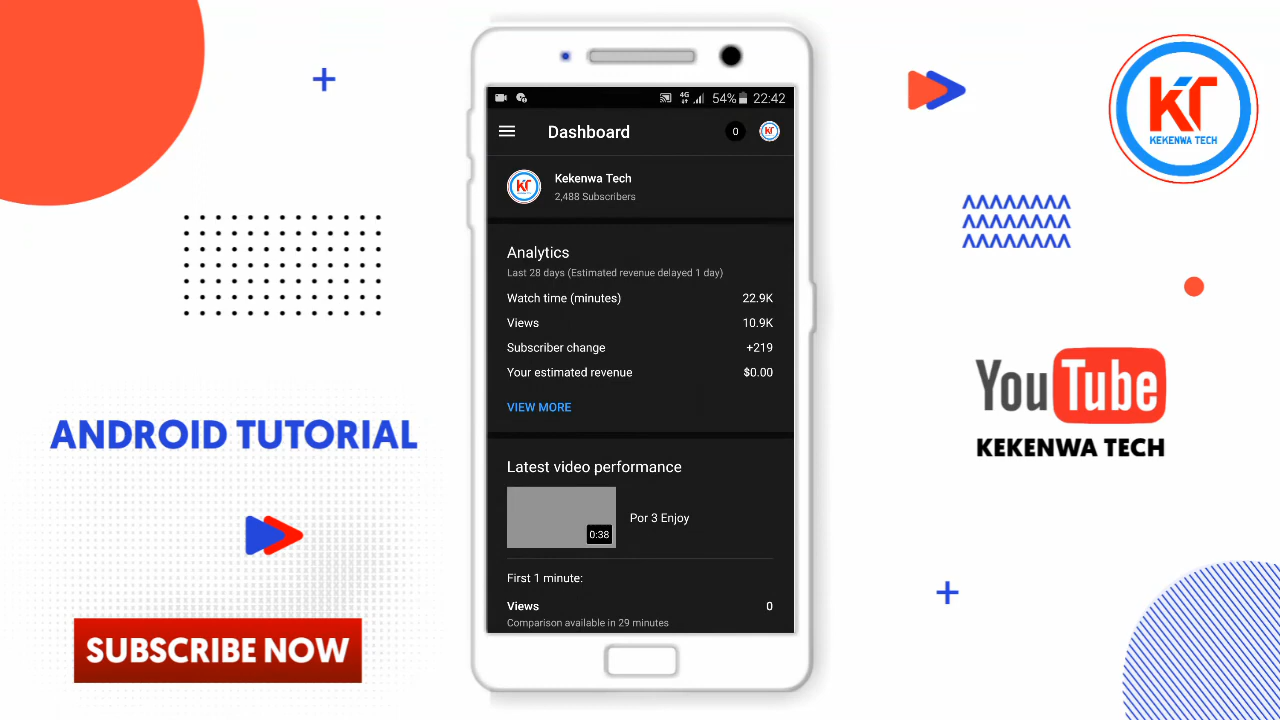 54% 22:42
4G
Dashboard
0
KT
KEKENWA TECH
Kekenwa Tech
2,488 Subscribers
Analytics
Last 28 days (Estimated revenue delayed 1 day)
Watch time (minutes) 22.9K
Views 10.9K
Subscriber change +219
Your estimated revenue $0.00
VIEW MORE
Latest video performance
0:38
Por 3 Enjoy
First 1 minute:
Views 0
Comparison available in 29 minutes
ANDROID TUTORIAL
SUBSCRIBE NOW
YouTube
KEKENWA TECH